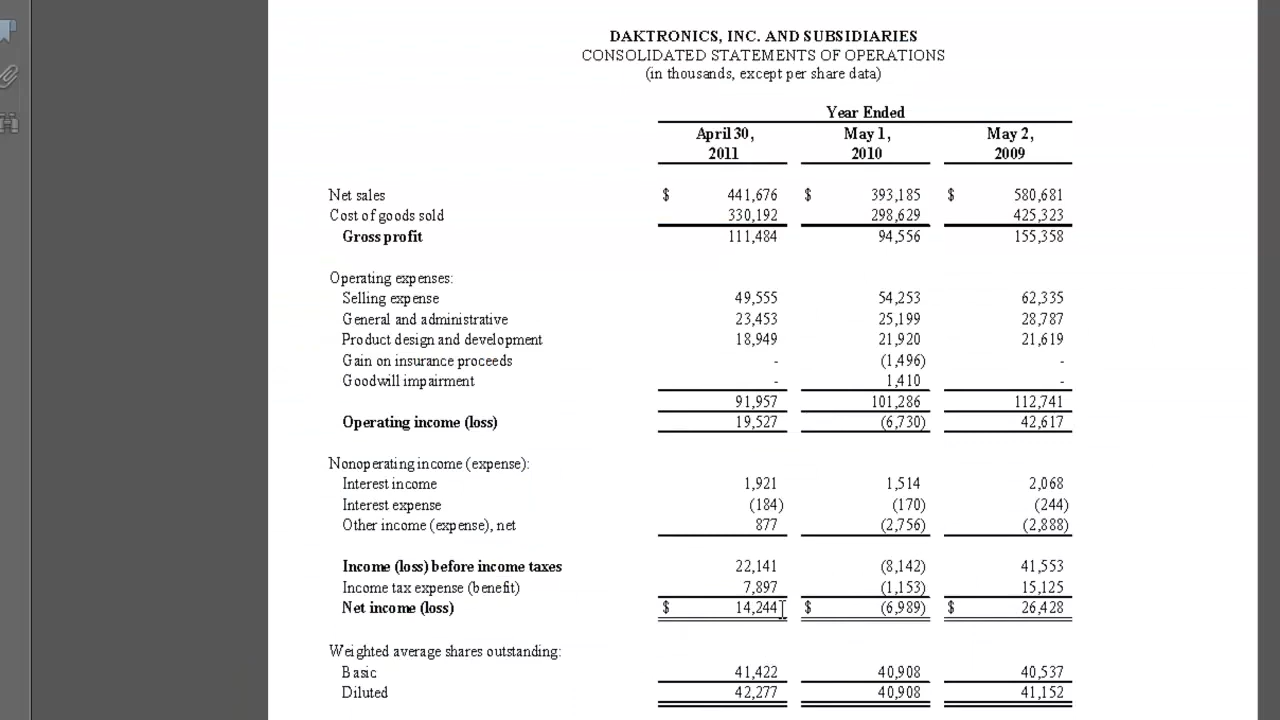 DAKTRONICS, INC. AND SUBSIDIARIES
CONSOLIDATED STATEMENTS OF OPERATIONS
(in thousands, except per share data)
Year Ended
April 30, May 1, May 2,
2011 2010 2009
Net sales $ 441,676 $ 393,185 $ 580,681
Cost of goods sold 330,192 298,629 425,323
Gross profit 111,484 94,556 155,358
Operating expenses:
Selling expense 49,555 54,253 62,335
General and administrative 23,453 25,199 28,787
Product design and development 18,949 21,920 21,619
Gain on insurance proceeds - (1,496) -
Goodwill impairment - 1,410 -
91,957 101,286 112,741
Operating income (loss) 19,527 (6,730) 42,617
Nonoperating income (expense):
Interest income 1,921 1,514 2,068
Interest expense (184) (170) (244)
Other income (expense), net 877 (2,756) (2,888)
Income (loss) before income taxes 22,141 (8,142) 41,553
Income tax expense (benefit) 7,897 (1,153) 15,125
Net income (loss) $ 14,244 $ (6,989) $ 26,428
Weighted average shares outstanding:
Basic 41,422 40,908 40,537
Diluted 42,277 40,908 41,152